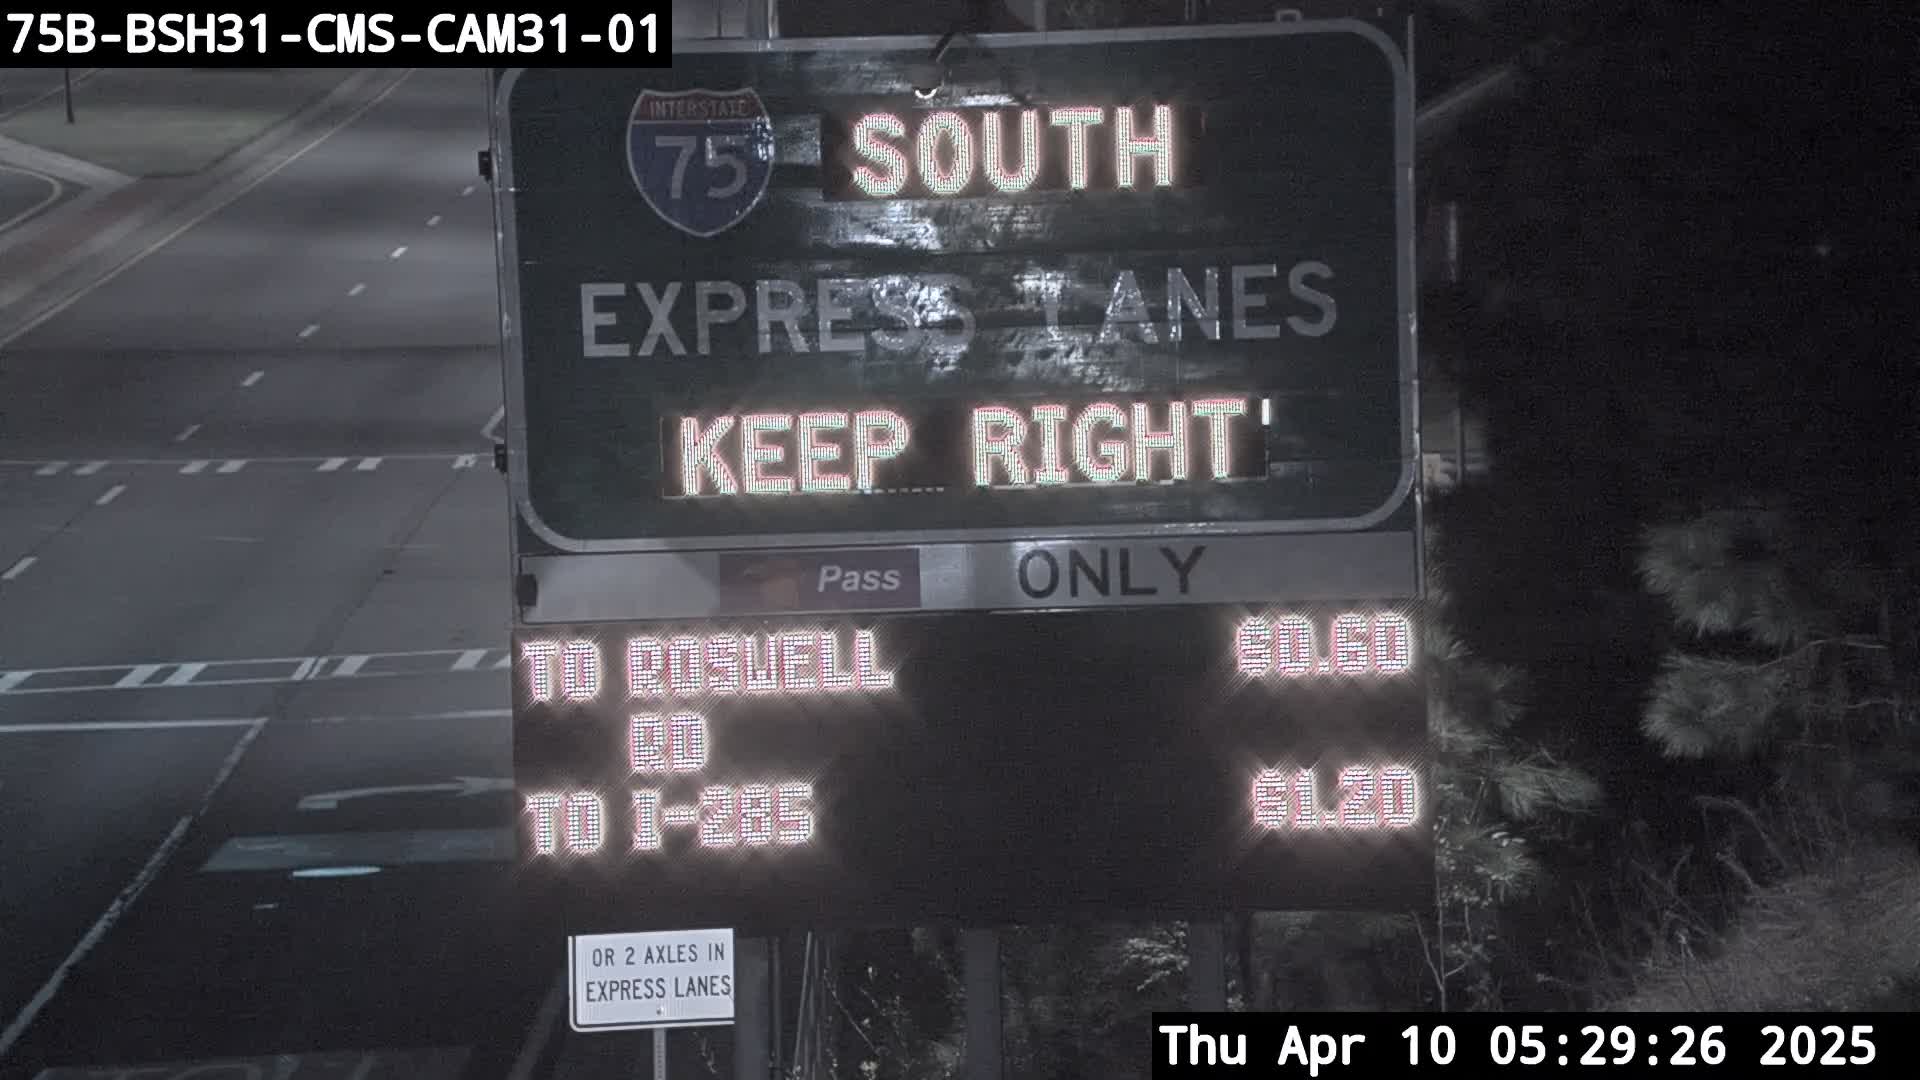 75B-BSH31-CMS-CAM31-01
INTERSTATE
75 SOUTH
EXPRESS LANES
KEEP RIGHT
Pass ONLY
TO ROSWELL $0.60
RD
TO I-285 $1.20
OR 2 AXLES IN
EXPRESS LANES
Thu Apr 10 05:29:26 2025